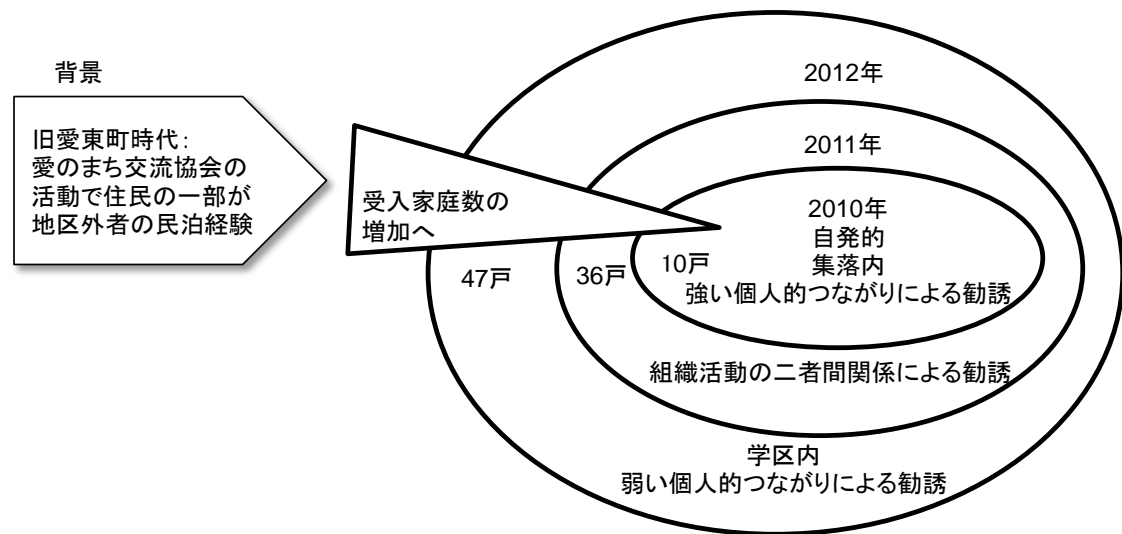 背景
旧愛東町時代：
愛のまち交流協会の
活動で住民の一部が
地区外者の民泊経験
受入家庭数の
増加へ
2012年
2011年
2010年
自発的
集落内
強い個人的つながりによる勧誘
10戸
36戸
47戸
組織活動の二者間関係による勧誘
学区内
弱い個人的つながりによる勧誘